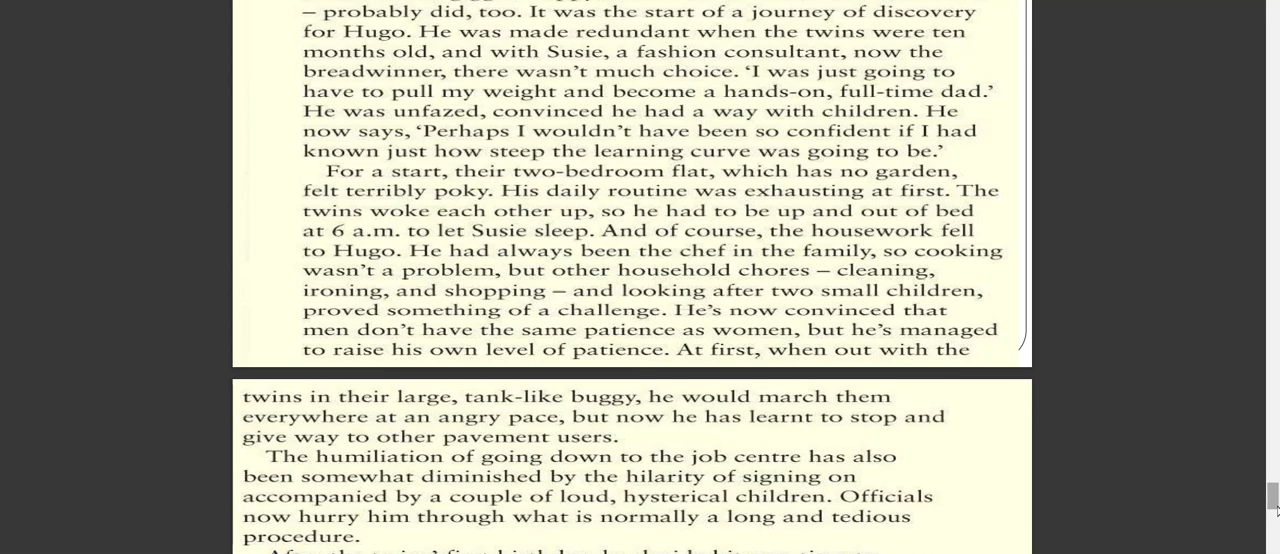 – probably did, too. It was the start of a journey of discovery
for Hugo. He was made redundant when the twins were ten
months old, and with Susie, a fashion consultant, now the
breadwinner, there wasn’t much choice. ‘I was just going to
have to pull my weight and become a hands-on, full-time dad.’
He was unfazed, convinced he had a way with children. He
now says, ‘Perhaps I wouldn’t have been so confident if I had
known just how steep the learning curve was going to be.’
For a start, their two-bedroom flat, which has no garden,
felt terribly poky. His daily routine was exhausting at first. The
twins woke each other up, so he had to be up and out of bed
at 6 a.m. to let Susie sleep. And of course, the housework fell
to Hugo. He had always been the chef in the family, so cooking
wasn’t a problem, but other household chores – cleaning,
ironing, and shopping – and looking after two small children,
proved something of a challenge. He’s now convinced that
men don’t have the same patience as women, but he’s managed
to raise his own level of patience. At first, when out with the
twins in their large, tank-like buggy, he would march them
everywhere at an angry pace, but now he has learnt to stop and
give way to other pavement users.
The humiliation of going down to the job centre has also
been somewhat diminished by the hilarity of signing on
accompanied by a couple of loud, hysterical children. Officials
now hurry him through what is normally a long and tedious
procedure.